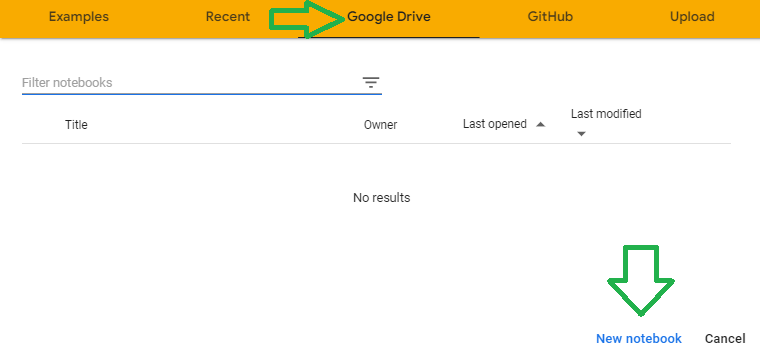 Examples Recent Google Drive GitHub Upload
Filter notebooks
Title Owner Last opened Last modified
No results
New notebook Cancel